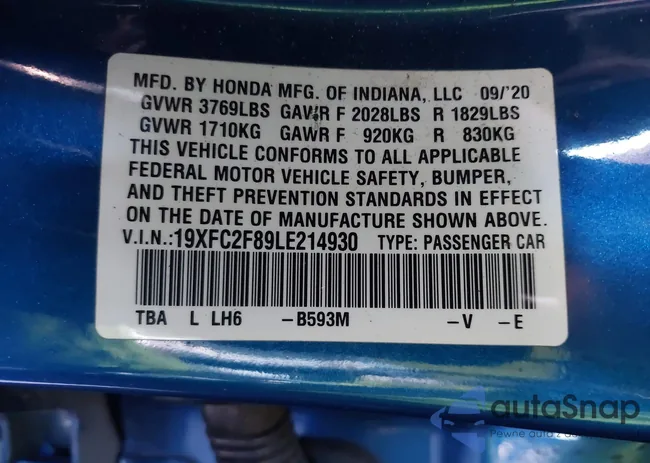 MFD. BY HONDA MFG. OF INDIANA, LLC 09/'20
GVWR 3769LBS GAWR F 2028LBS R 1829LBS
GVWR 1710KG GAWR F 920KG R 830KG
THIS VEHICLE CONFORMS TO ALL APPLICABLE
FEDERAL MOTOR VEHICLE SAFETY, BUMPER,
AND THEFT PREVENTION STANDARDS IN EFFECT
ON THE DATE OF MANUFACTURE SHOWN ABOVE.
V.I.N.:19XFC2F89LE214930 TYPE: PASSENGER CAR
TBA L LH6 –B593M –V –E
autoSnap
Pewne auta z